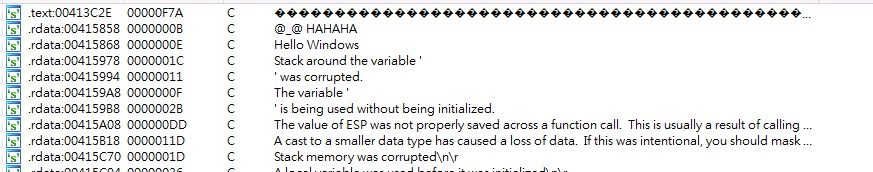 .text:00413C2E 00000F7A C ��������������������������������������������������...
.rdata:00415858 0000000B C @_@ HAHAHA
.rdata:00415868 0000000E C Hello Windows
.rdata:00415978 0000001C C Stack around the variable '
.rdata:00415994 00000011 C ' was corrupted.
.rdata:004159A8 0000000F C The variable '
.rdata:004159B8 0000002B C ' is being used without being initialized.
.rdata:00415A08 000000DD C The value of ESP was not properly saved across a function call.  This is usually a result of calling ...
.rdata:00415B18 0000011D C A cast to a smaller data type has caused a loss of data.  If this was intentional, you should mask ...
.rdata:00415C70 0000001D C Stack memory was corrupted\n\r
.rdata:00415C94 0000036 C A local variable was used before it was initialized\n\r